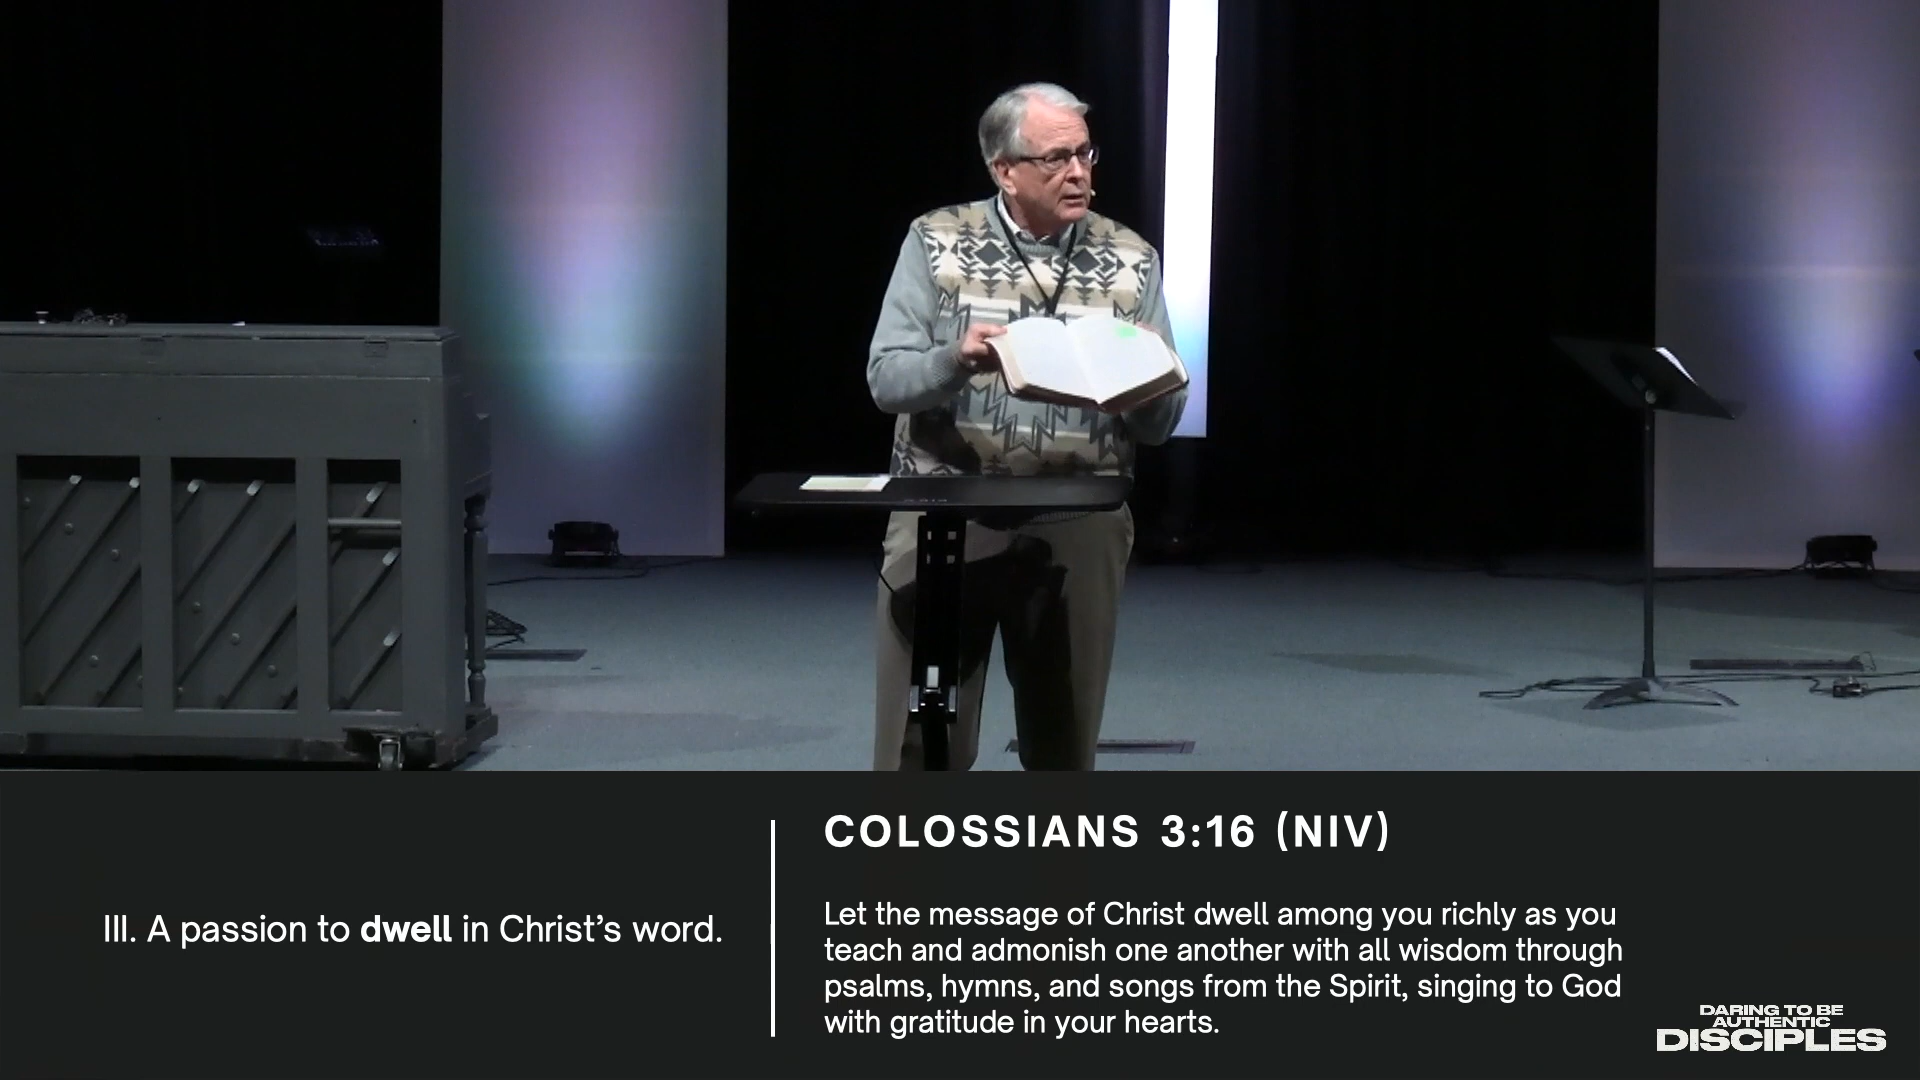 III. A passion to dwell in Christ’s word.
COLOSSIANS 3:16 (NIV)
Let the message of Christ dwell among you richly as you
teach and admonish one another with all wisdom through
psalms, hymns, and songs from the Spirit, singing to God
with gratitude in your hearts.
DARING TO BE
AUTHENTIC
DISCIPLES